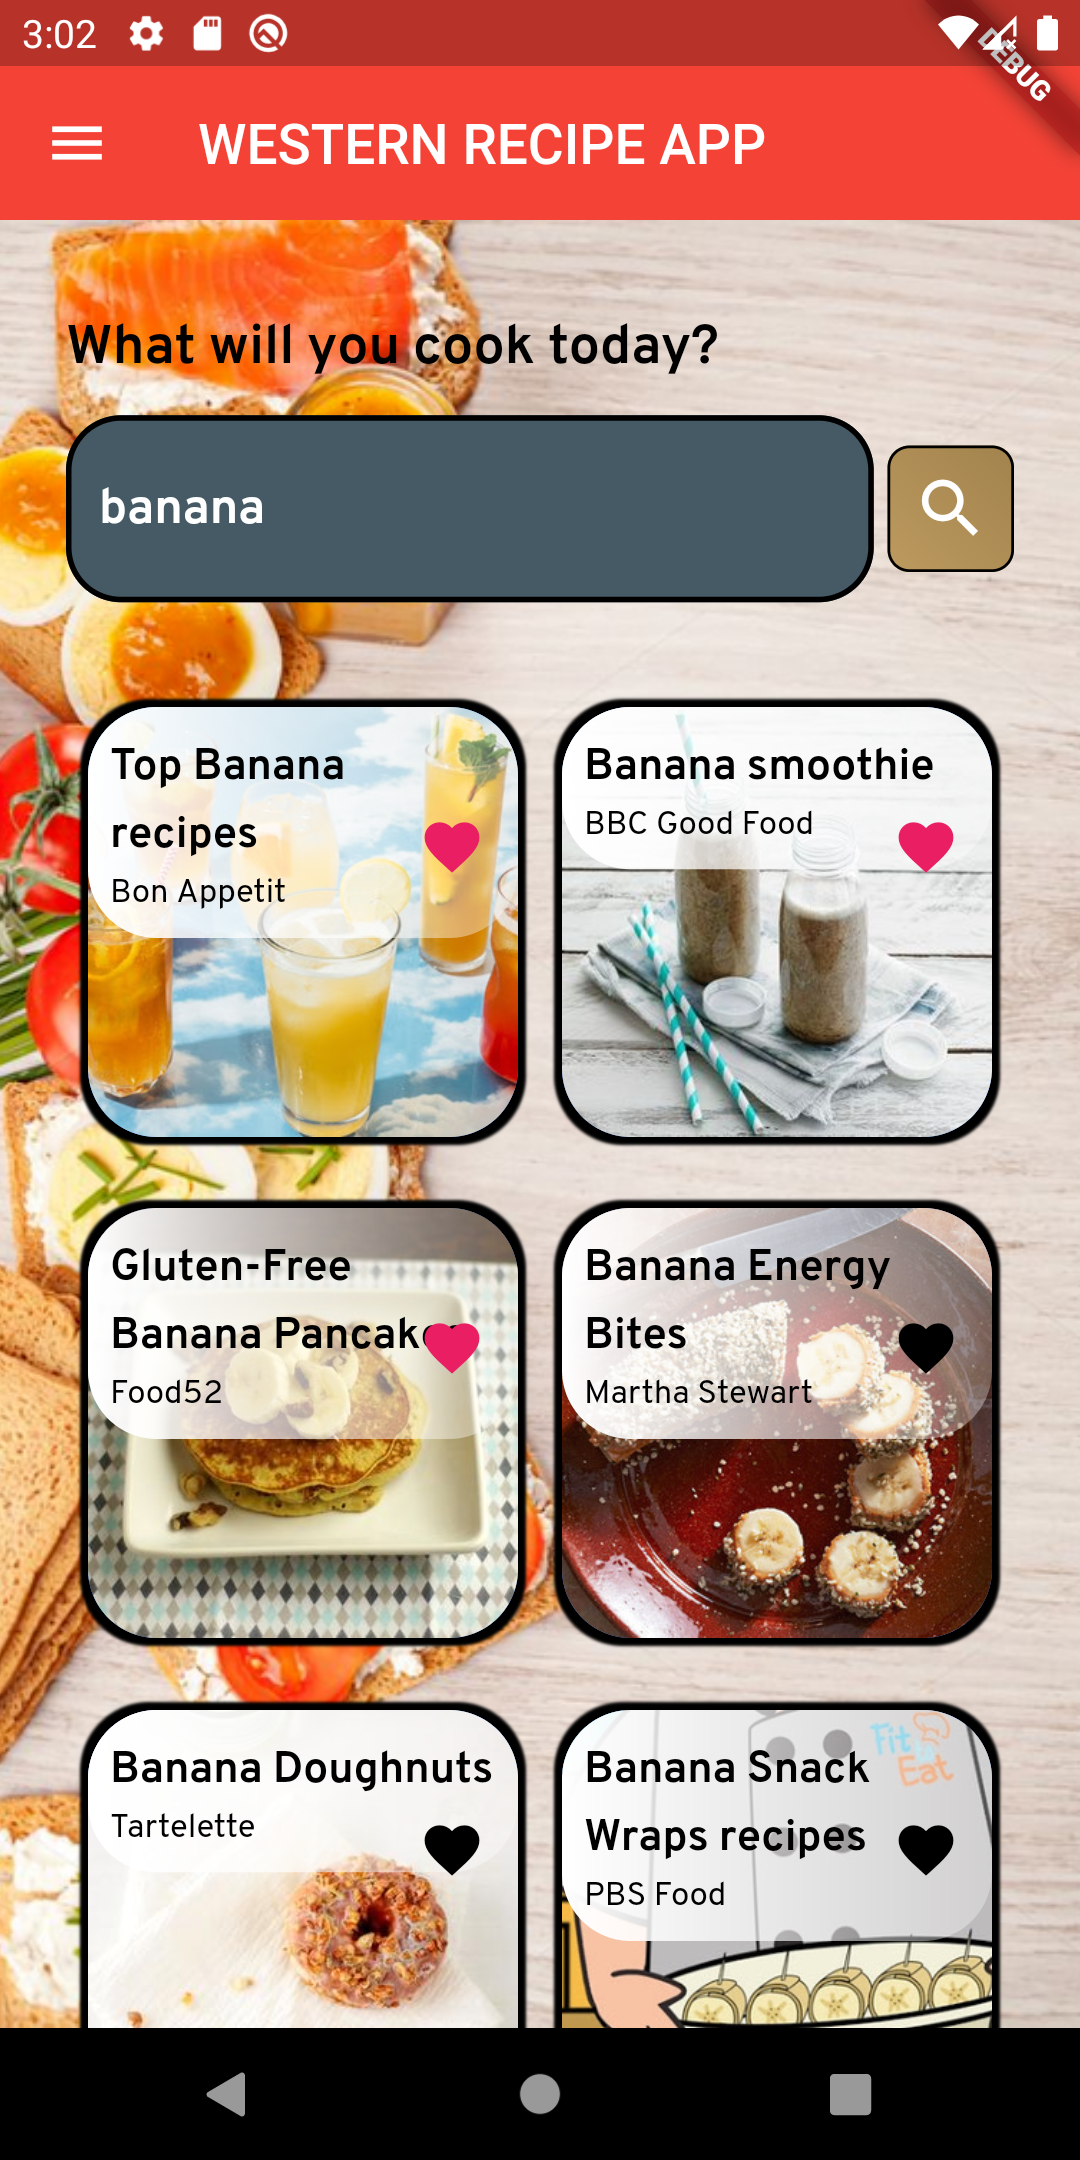 3:02
DEBUG
WESTERN RECIPE APP
What will you cook today?
banana
Top Banana
recipes
Bon Appetit
Banana smoothie
BBC Good Food
Gluten-Free
Banana Pancakes
Food52
Banana Energy
Bites
Martha Stewart
Banana Doughnuts
Tartelette
Fit
Eat
Banana Snack
Wraps recipes
PBS Food